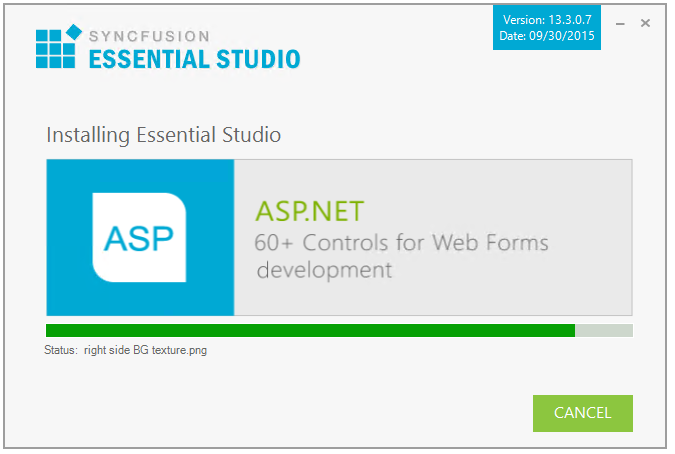 SYNCFUSION
ESSENTIAL STUDIO
Version: 13.3.0.7
Date: 09/30/2015
Installing Essential Studio
ASP
ASP.NET
60+ Controls for Web Forms
development
Status: right side BG texture.png
CANCEL